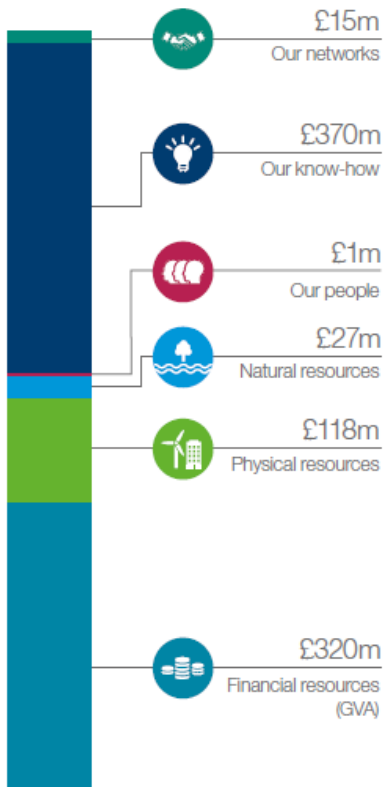 £15m
Our networks
£370m
Our know-how
£1m
Our people
£27m
Natural resources
£118m
Physical resources
£320m
Financial resources
(GVA)